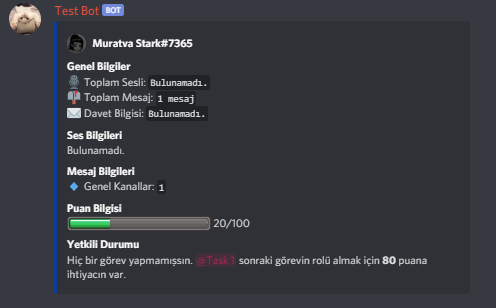 Test Bot BOT
Muratva Stark#7365
Genel Bilgiler
Toplam Sesli: Bulunamadı.
Toplam Mesaj: 1 mesaj
Davet Bilgisi: Bulunamadı.
Ses Bilgileri
Bulunamadı.
Mesaj Bilgileri
Genel Kanallar: 1
Puan Bilgisi
20/100
Yetkili Durumu
Hiç bir görev yapmamışsın. @Task 1 sonraki görevin rolü almak için 80 puana
ihtiyacın var.